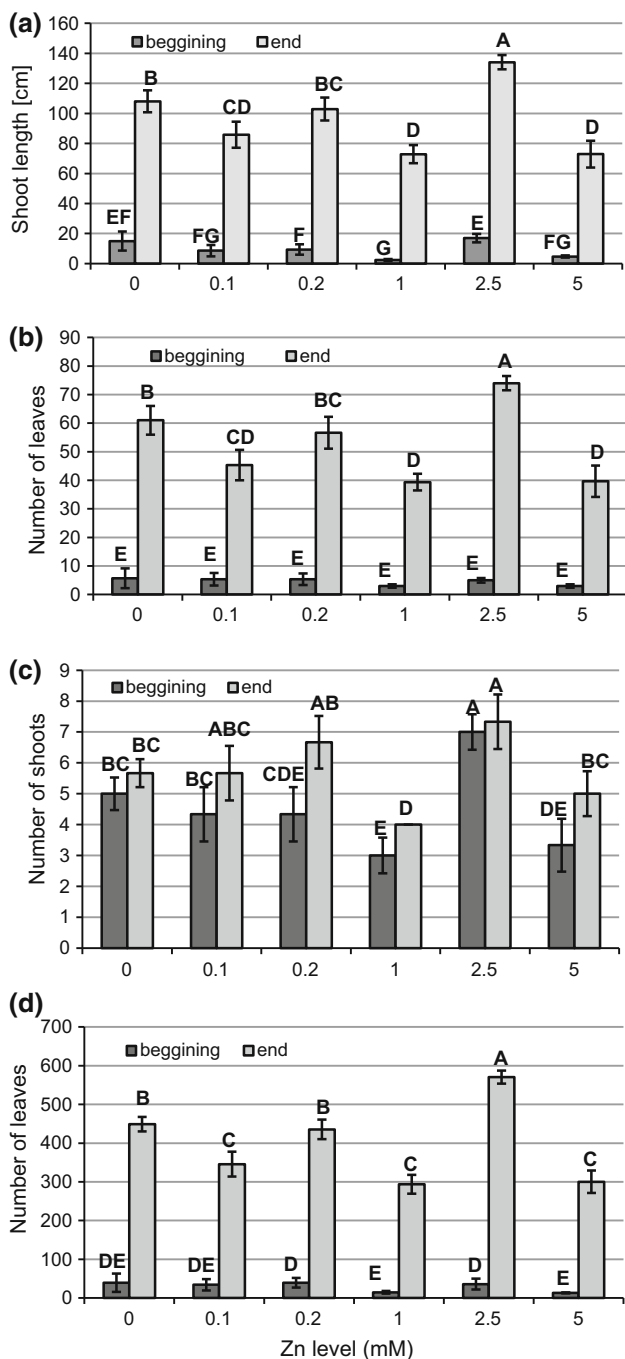 (a)
160
140
120
100
80
60
40
20
0
Shoot length [cm]
beggining end
B
CD
BC
D
A
D
EF
FG
F
G
E
FG
0 0.1 0.2 1 2.5 5
(b)
90
80
70
60
50
40
30
20
10
0
Number of leaves
beggining end
B
CD
BC
D
A
D
E E E E E E
0 0.1 0.2 1 2.5 5
(c)
9
8
7
6
5
4
3
2
1
0
Number of shoots
beggining end
BC BC
BC ABC
CDE AB
E D
A A
DE BC
0 0.1 0.2 1 2.5 5
(d)
700
600
500
400
300
200
100
0
Number of leaves
beggining end
B
C
B
C
A
C
DE DE D E D E
0 0.1 0.2 1 2.5 5
Zn level (mM)